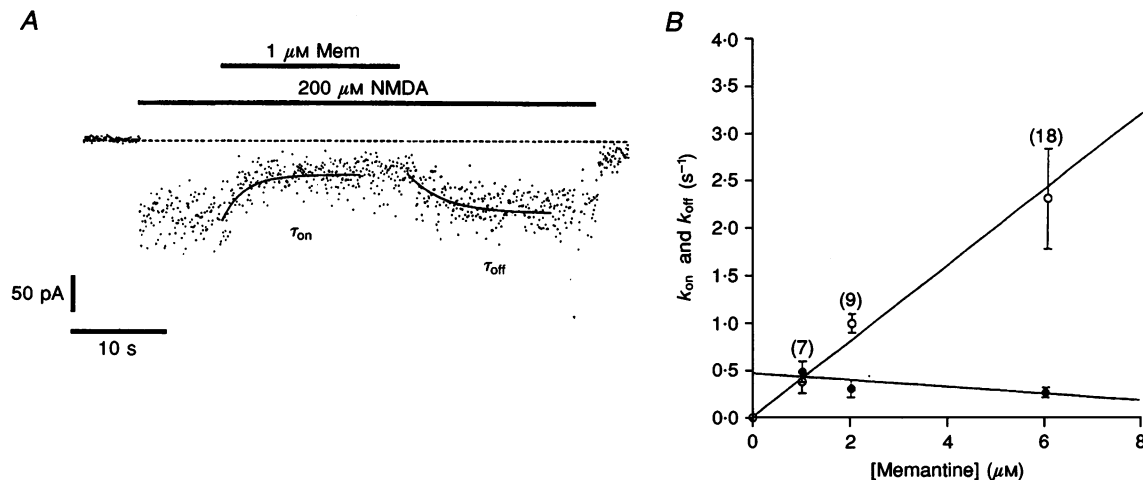 A
1 μM Mem
200 μM NMDA
τon
τoff
50 pA
10 s
B
kon and koff (s⁻¹)
4·0
3·5
3·0
2·5
2·0
1·5
1·0
0·5
0·0
(7)
(9)
(18)
0
2
4
6
8
[Memantine] (μM)